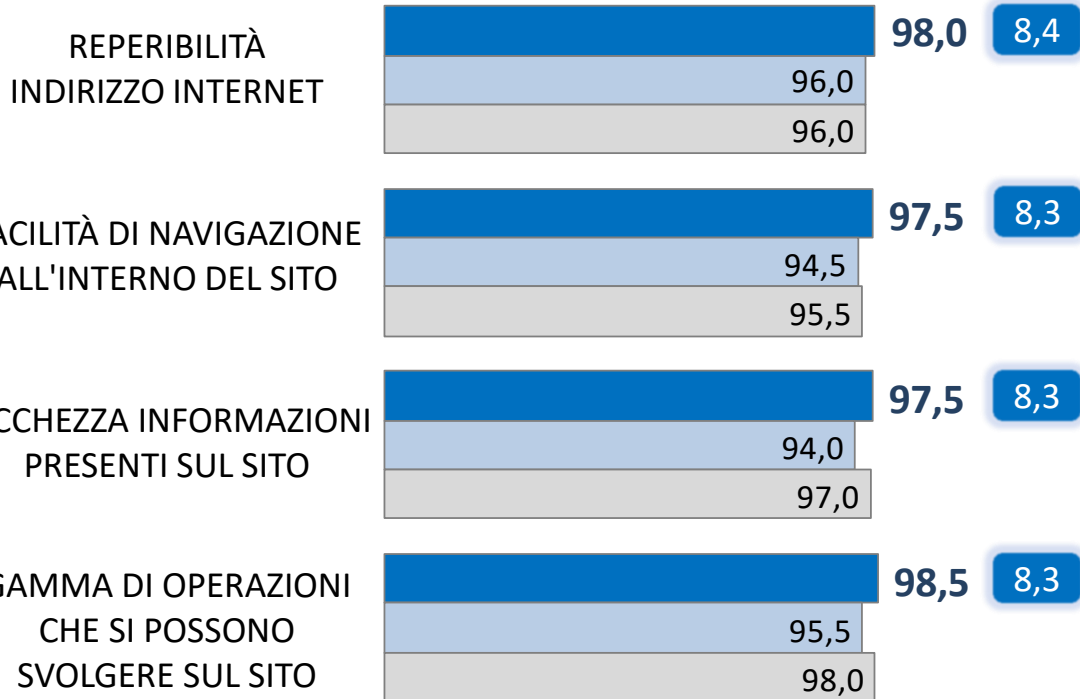 REPERIBILITÀ
INDIRIZZO INTERNET
98,0 8,4
96,0
96,0
ACILITÀ DI NAVIGAZIONE
ALL'INTERNO DEL SITO
97,5 8,3
94,5
95,5
CCHEZZA INFORMAZIONI
PRESENTI SUL SITO
97,5 8,3
94,0
97,0
GAMMA DI OPERAZIONI
CHE SI POSSONO
SVOLGERE SUL SITO
98,5 8,3
95,5
98,0